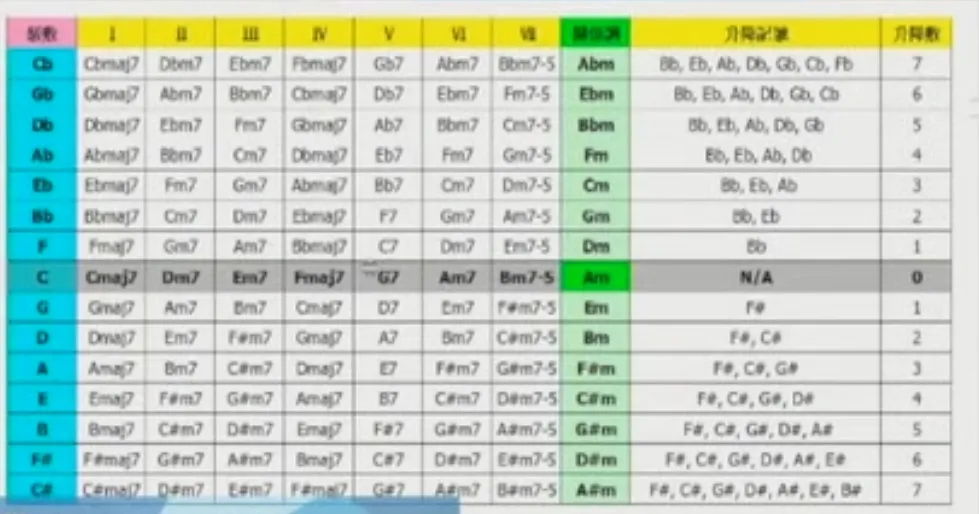 級數 I II III IV V VI VII 關係調 升降記號 升降數
Cb Cbmaj7 Dbm7 Ebm7 Fbmaj7 Gb7 Abm7 Bbm7-5 Abm Bb, Eb, Ab, Db, Gb, Cb, Fb 7
Gb Gbmaj7 Abm7 Bbm7 Cbmaj7 Db7 Ebm7 Fm7-5 Ebm Bb, Eb, Ab, Db, Gb, Cb 6
Db Dbmaj7 Ebm7 Fm7 Gbmaj7 Ab7 Bbm7 Cm7-5 Bbm Bb, Eb, Ab, Db, Gb 5
Ab Abmaj7 Bbm7 Cm7 Dbmaj7 Eb7 Fm7 Gm7-5 Fm Bb, Eb, Ab, Db 4
Eb Ebmaj7 Fm7 Gm7 Abmaj7 Bb7 Cm7 Dm7-5 Cm Bb, Eb, Ab 3
Bb Bbmaj7 Cm7 Dm7 Ebmaj7 F7 Gm7 Am7-5 Gm Bb, Eb 2
F Fmaj7 Gm7 Am7 Bbmaj7 C7 Dm7 Em7-5 Dm Bb 1
C Cmaj7 Dm7 Em7 Fmaj7 G7 Am7 Bm7-5 Am N/A 0
G Gmaj7 Am7 Bm7 Cmaj7 D7 Em7 F#m7-5 Em F# 1
D Dmaj7 Em7 F#m7 Gmaj7 A7 Bm7 C#m7-5 Bm F#, C# 2
A Amaj7 Bm7 C#m7 Dmaj7 E7 F#m7 G#m7-5 F#m F#, C#, G# 3
E Emaj7 F#m7 G#m7 Amaj7 B7 C#m7 D#m7-5 C#m F#, C#, G#, D# 4
B Bmaj7 C#m7 D#m7 Emaj7 F#7 G#m7 A#m7-5 G#m F#, C#, G#, D#, A# 5
F# F#maj7 G#m7 A#m7 Bmaj7 C#7 D#m7 E#m7-5 D#m F#, C#, G#, D#, A#, E# 6
C# C#maj7 D#m7 E#m7 F#maj7 G#7 A#m7 B#m7-5 A#m F#, C#, G#, D#, A#, E#, B# 7